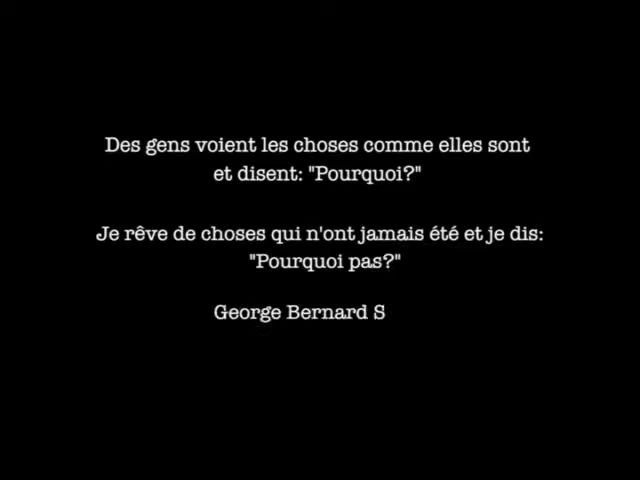 Des gens voient les choses comme elles sont
et disent: "Pourquoi?"
Je rêve de choses qui n'ont jamais été et je dis:
"Pourquoi pas?"
George Bernard S